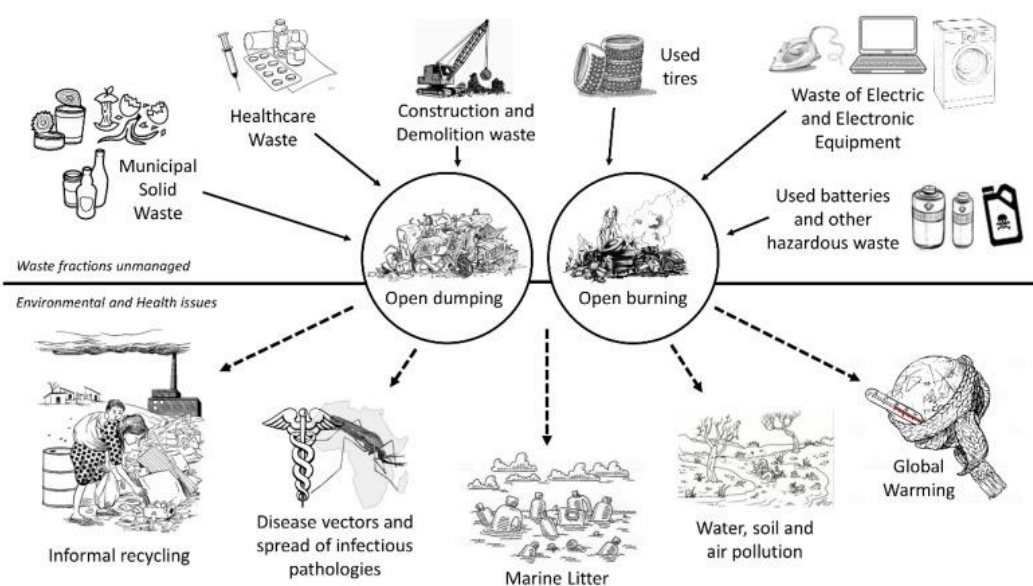 Healthcare
Waste
Construction and
Demolition waste
Used
tires
Waste of Electric
and Electronic
Equipment
Municipal
Solid
Waste
Used batteries
and other
hazardous waste
Waste fractions unmanaged
Open dumping
Open burning
Environmental and Health issues
Informal recycling
Disease vectors and
spread of infectious
pathologies
Marine Litter
Water, soil and
air pollution
Global
Warming